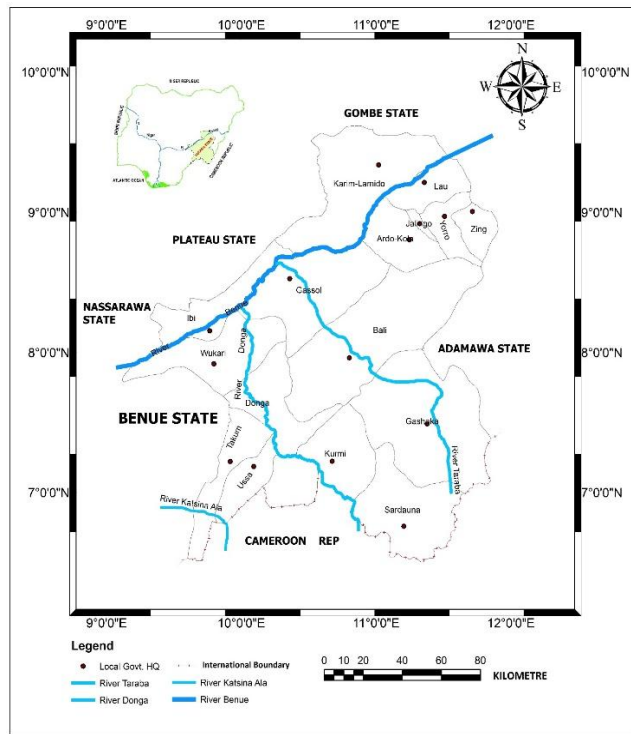 9°0'0"E 10°0'0"E 11°0'0"E 12°0'0"E
10°0'0"N 10°0'0"N
N
W E
S
NIGER REPUBLIC
ATLANTIC OCEAN
GOMBE STATE
Karim-Lamido
Lau
9°0'0"N 9°0'0"N
Jalingo
Yorro
Zing
Ardo-Kola
PLATEAU STATE
Gassol
NASSARAWA
STATE
Ibi
River Benue
Bali
8°0'0"N 8°0'0"N
ADAMAWA STATE
Wukari
River Donga
Donga
BENUE STATE
Gashaka
Takum
Ussa
Kurmi
River Taraba
7°0'0"N 7°0'0"N
River Katsina Ala
Sardauna
CAMEROON REP
9°0'0"E 10°0'0"E 11°0'0"E 12°0'0"E
Legend
Local Govt. HQ International Boundary
River Taraba River Katsina Ala
River Donga River Benue
0 10 20 40 60 80
KILOMETRE